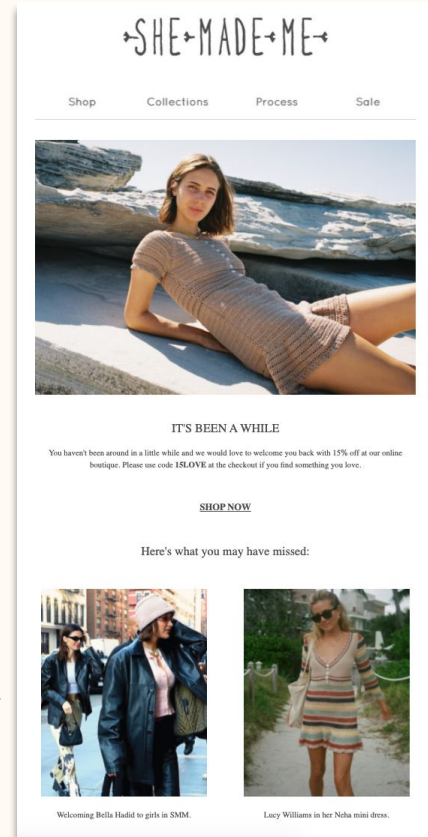 SHE MADE ME
Shop Collections Process Sale
IT'S BEEN A WHILE
You haven't been around in a little while and we would love to welcome you back with 15% off at our online
boutique. Please use code 15LOVE at the checkout if you find something you love.
SHOP NOW
Here's what you may have missed:
Welcoming Bella Hadid to girls in SMM.
Lucy Williams in her Neha mini dress.